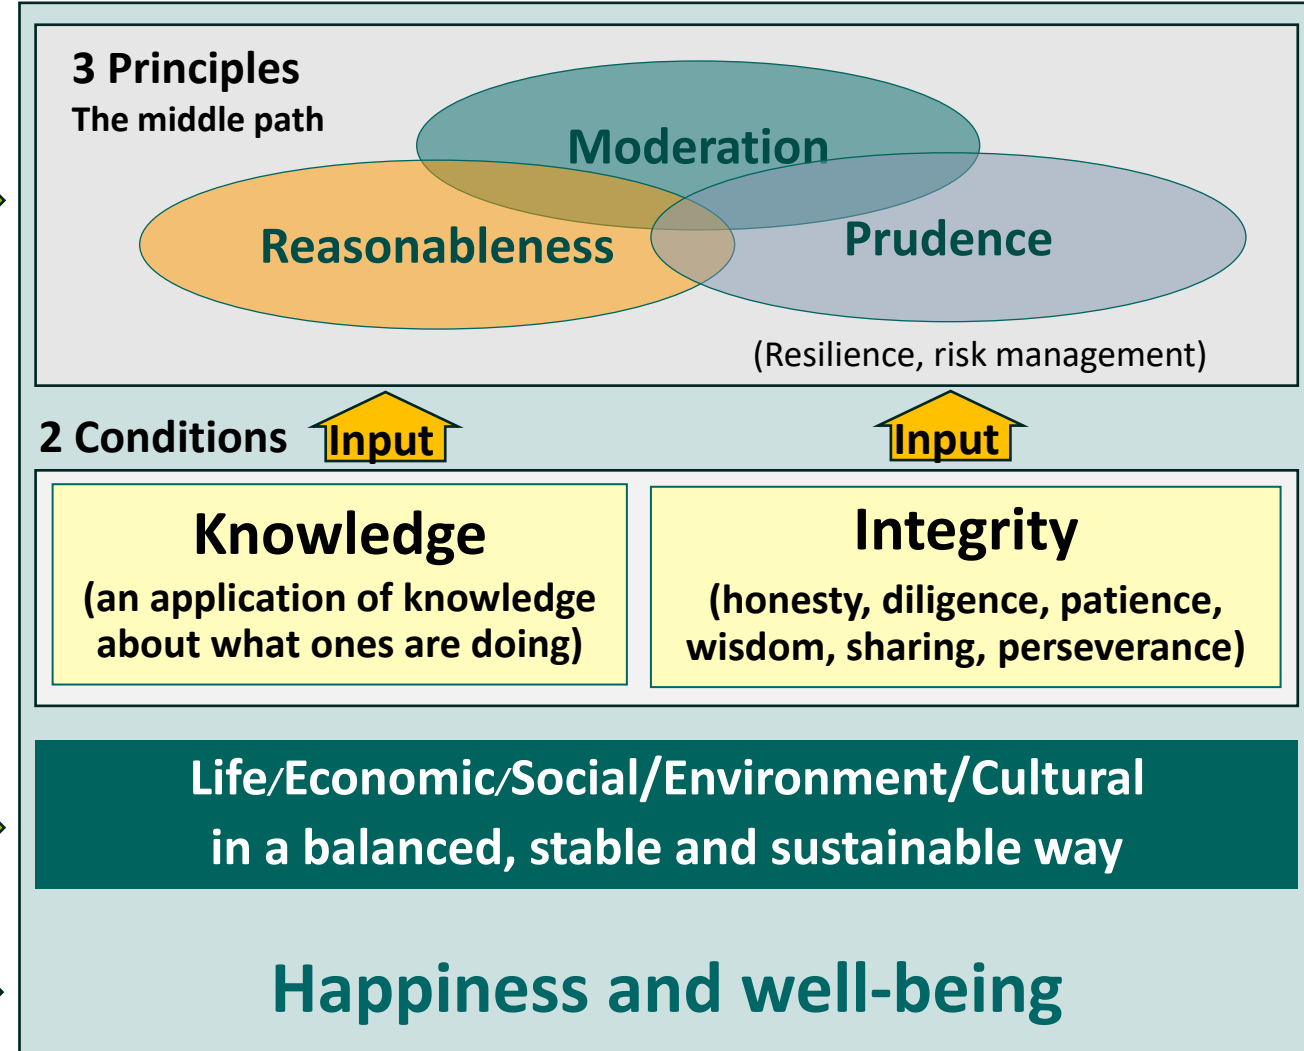 3 Principles
The middle path
Moderation
Reasonableness
Prudence
(Resilience, risk management)
2 Conditions
Input
Input
Knowledge
(an application of knowledge
about what ones are doing)
Integrity
(honesty, diligence, patience,
wisdom, sharing, perseverance)
Life/Economic/Social/Environment/Cultural
in a balanced, stable and sustainable way
Happiness and well-being